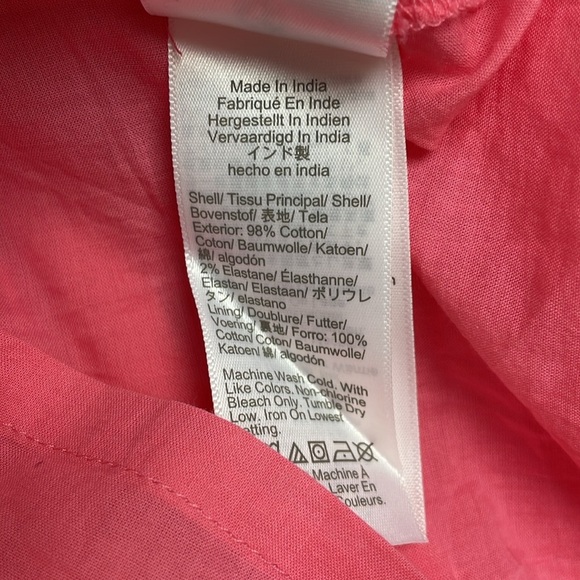 Made In India
Fabriqué En Inde
Hergestellt In Indien
Vervaardigd In India
インド製
hecho en india
Shell/ Tissu Principal/ Shell/
Bovenstof/ 表地/ Tela
Exterior: 98% Cotton/
Coton/ Baumwolle/ Katoen/
綿/ algodón
2% Elastane/ Élasthanne/
Elastan/ Elastaan/ ポリウレ
タン/ elastano
Lining/ Doublure/ Futter/
Voering/ 裏地/ Forro: 100%
Cotton/ Coton/ Baumwolle/
Katoen/ 綿/ algodón
Machine Wash Cold. With
Like Colors. Non-chlorine
Bleach Only. Tumble Dry
Low. Iron On Lowest
Machine À
Laver En
Couleurs.